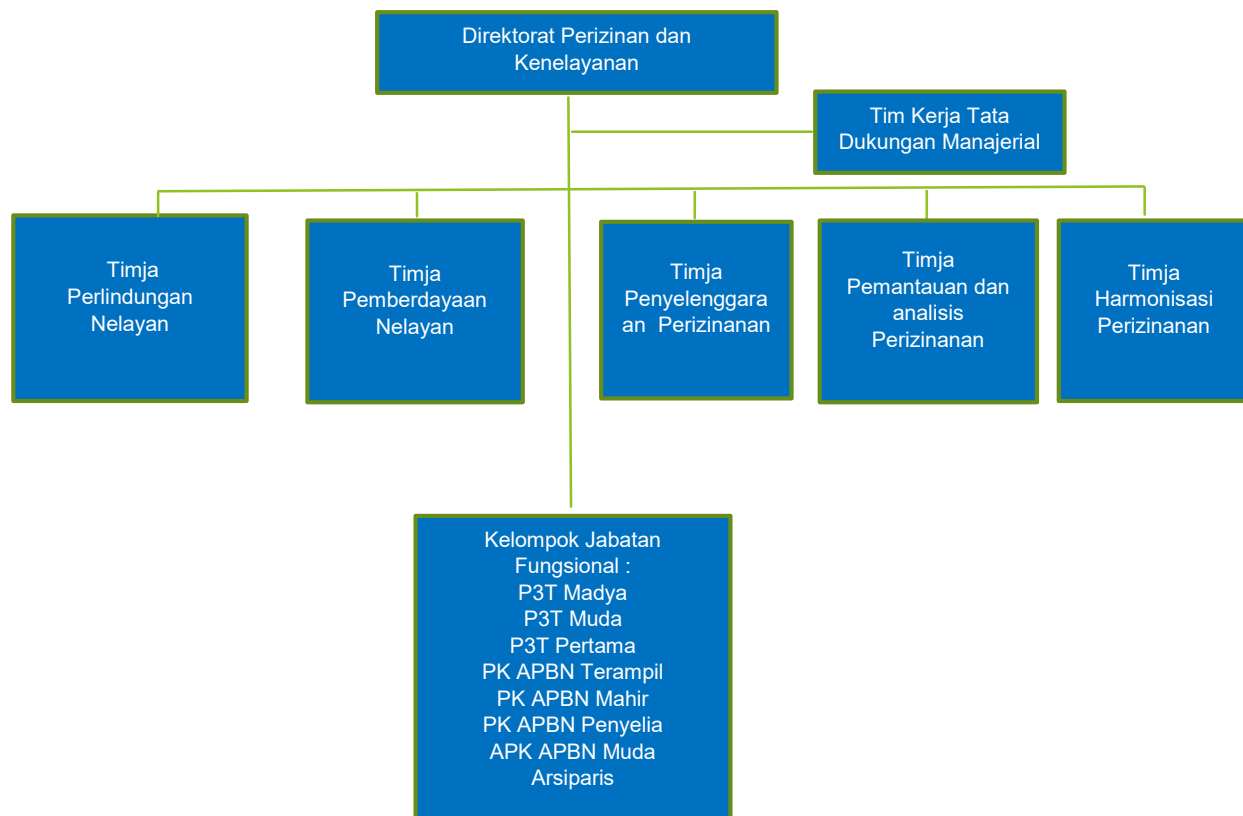 Direktorat Perizinan dan
Kenelayanan
Tim Kerja Tata
Dukungan Manajerial
Timja
Perlindungan
Nelayan
Timja
Pemberdayaan
Nelayan
Timja
Penyelenggara
an Perizinanan
Timja
Pemantauan dan
analisis
Perizinanan
Timja
Harmonisasi
Perizinanan
Kelompok Jabatan
Fungsional :
P3T Madya
P3T Muda
P3T Pertama
PK APBN Terampil
PK APBN Mahir
PK APBN Penyelia
APK APBN Muda
Arsiparis